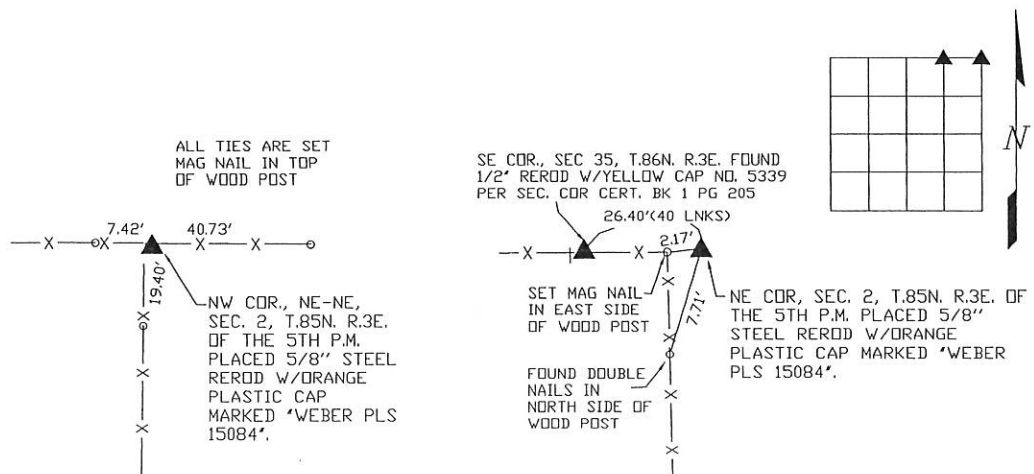 ALL TIES ARE SET
MAG NAIL IN TOP
OF WOOD POST
7.42'
40.73'
19.40'
NW COR., NE-NE,
SEC. 2, T.85N. R.3E.
OF THE 5TH P.M.
PLACED 5/8" STEEL
REROD W/ORANGE
PLASTIC CAP
MARKED "WEBER PLS
15084".
SE COR., SEC 35, T.86N. R.3E. FOUND
1/2" REROD W/YELLOW CAP NO. 5339
PER SEC. COR CERT. BK 1 PG 205
26.40'(40 LNKS)
2.17'
7.71'
SET MAG NAIL
IN EAST SIDE
OF WOOD POST
FOUND DOUBLE
NAILS IN
NORTH SIDE OF
WOOD POST
NE COR, SEC. 2, T.85N. R.3E. OF
THE 5TH P.M. PLACED 5/8"
STEEL REROD W/ORANGE
PLASTIC CAP MARKED "WEBER
PLS 15084".
N